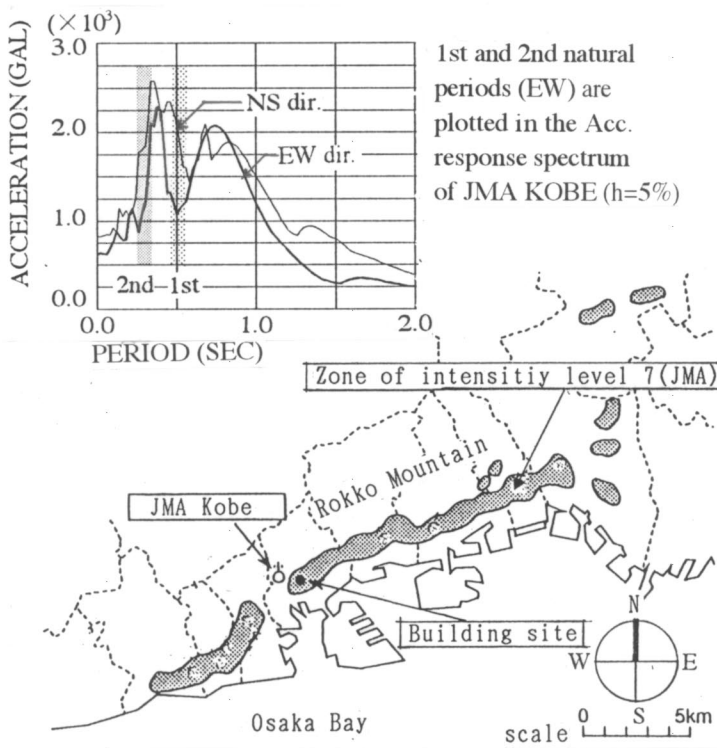 (×10³)
ACCELERATION (GAL)
3.0
2.0
1.0
0.0
NS dir.
EW dir.
2nd 1st
0.0
1.0
2.0
PERIOD (SEC)
1st and 2nd natural
periods (EW) are
plotted in the Acc.
response spectrum
of JMA KOBE (h=5%)
Zone of intensitiy level 7(JMA)
Rokko Mountain
JMA Kobe
Building site
N
W E
S
Osaka Bay
scale
0 5km